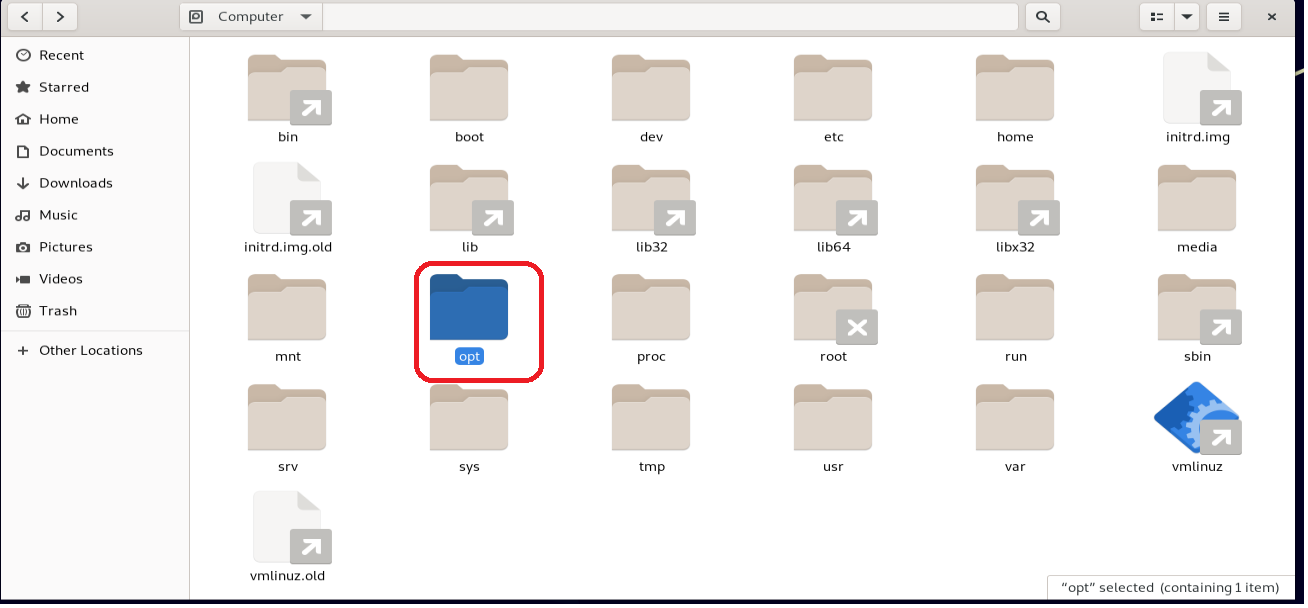 Computer
Recent
Starred
Home
Documents
Downloads
Music
Pictures
Videos
Trash
+ Other Locations
bin boot dev etc home initrd.img
initrd.img.old lib lib32 lib64 libx32 media
mnt opt proc root run sbin
srv sys tmp usr var vmlinuz
vmlinuz.old
“opt” selected (containing 1 item)